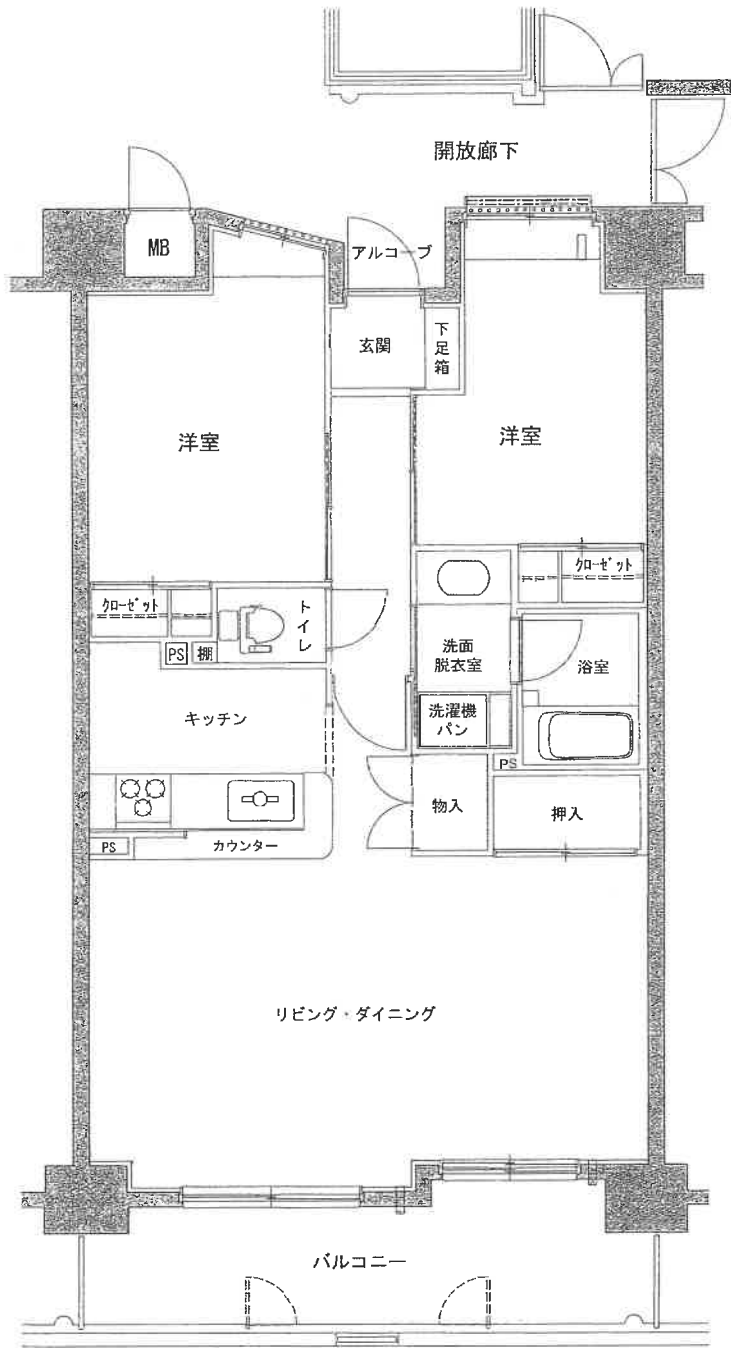 開放廊下
MB
アルコーブ
玄関
下足箱
洋室
洋室
クローゼット
トイレ
PS
棚
クローゼット
洗面
脱衣室
浴室
キッチン
洗濯機
パン
PS
物入
押入
PS
カウンター
リビング・ダイニング
バルコニー